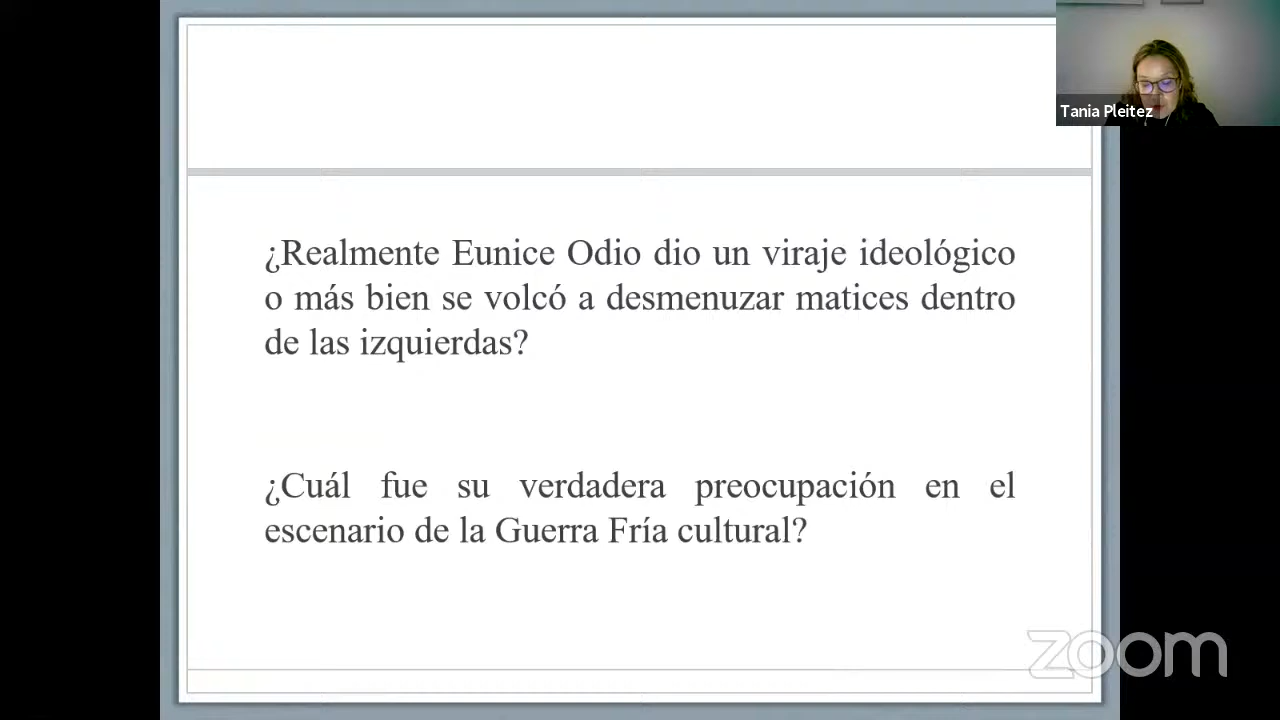 Tania Pleitez
¿Realmente Eunice Odio dio un viraje ideológico
o más bien se volcó a desmenuzar matices dentro
de las izquierdas?
¿Cuál fue su verdadera preocupación en el
escenario de la Guerra Fría cultural?
zoom